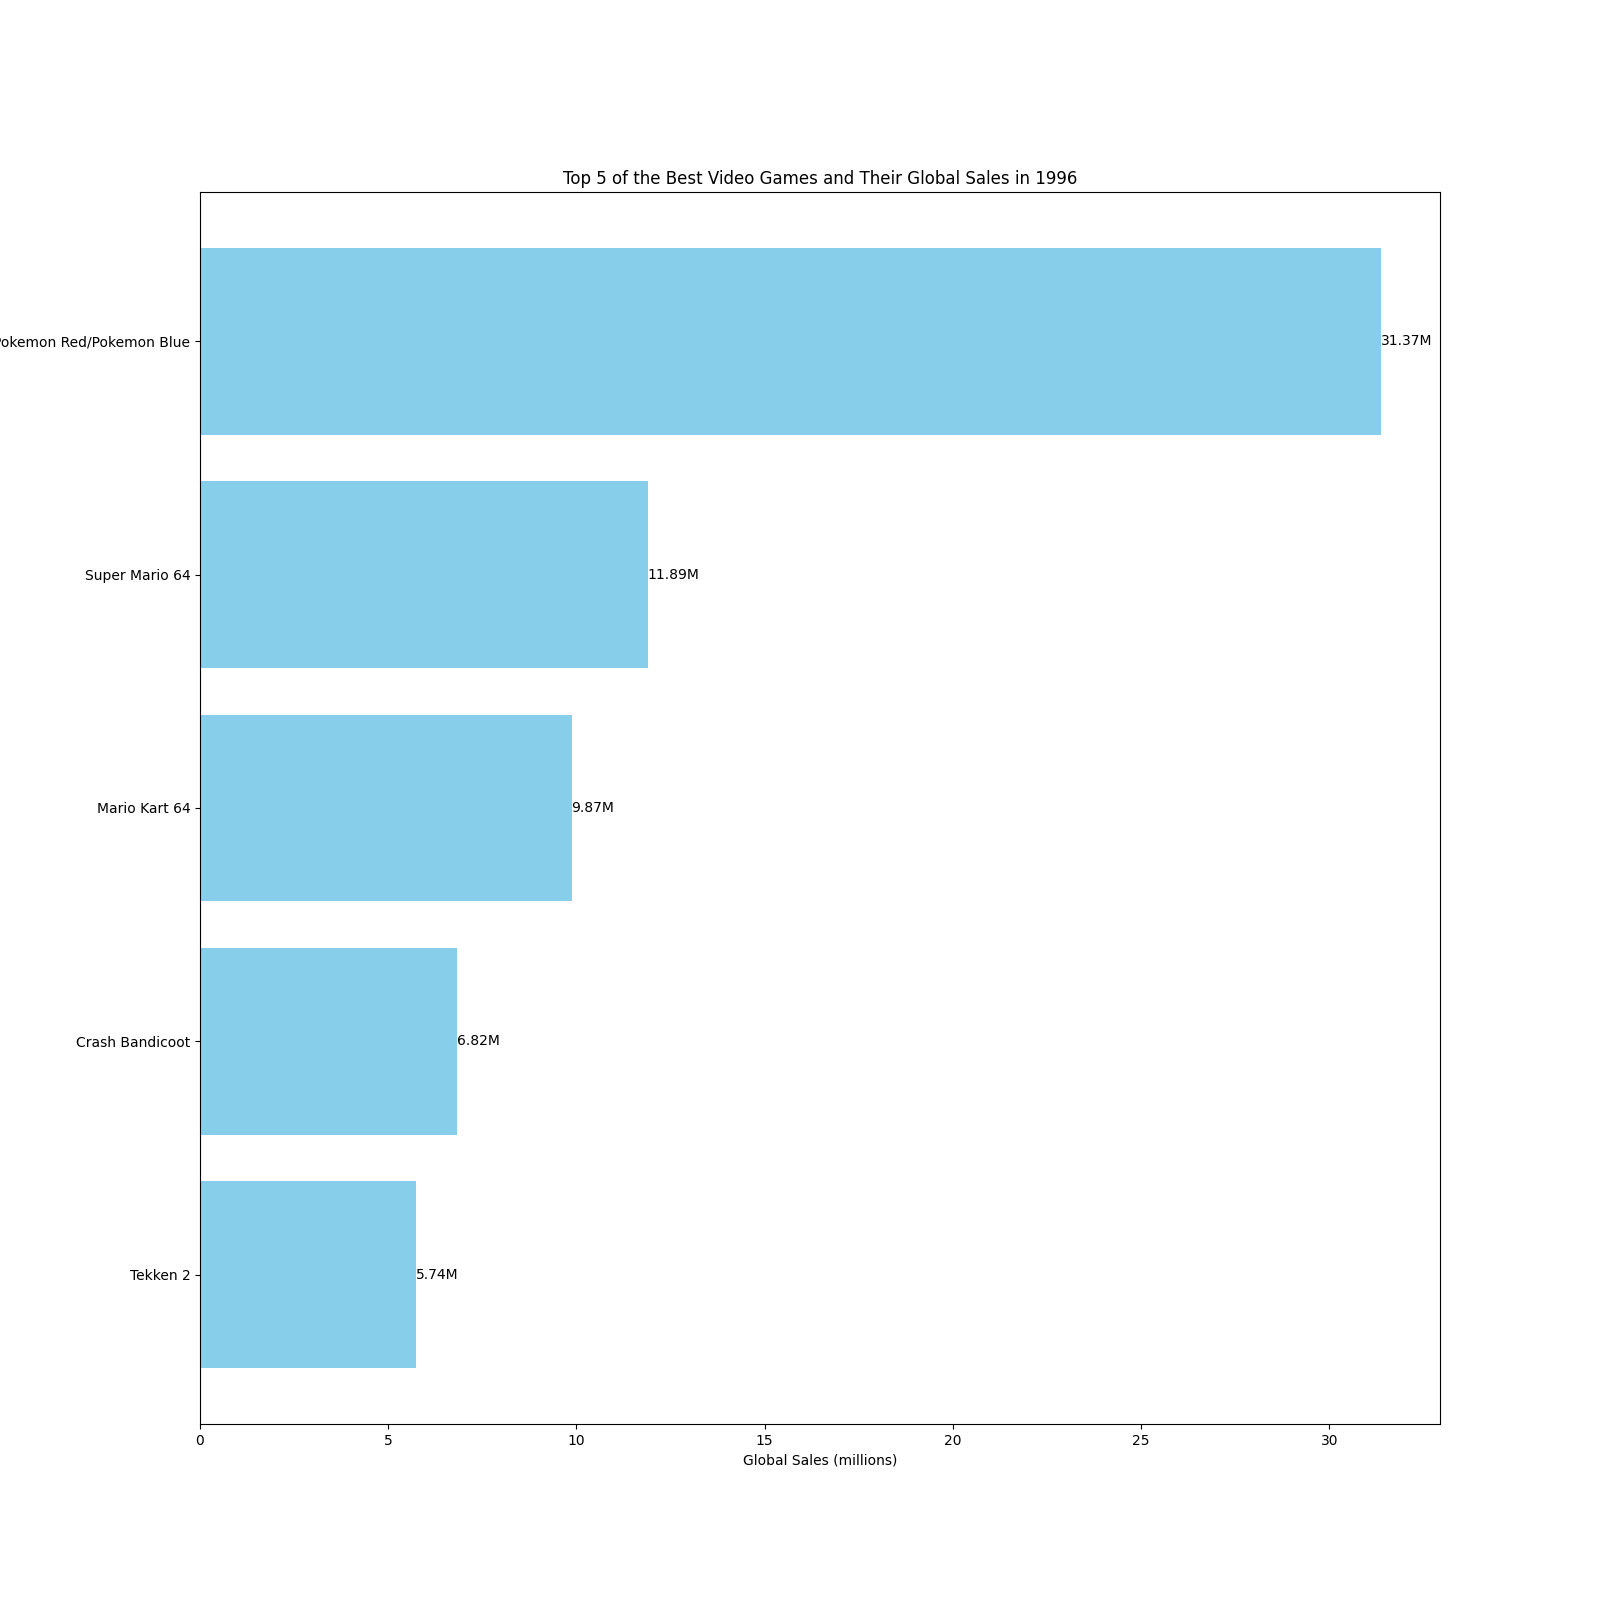 Top 5 of the Best Video Games and Their Global Sales in 1996
okemon Red/Pokemon Blue
31.37M
Super Mario 64
11.89M
Mario Kart 64
9.87M
Crash Bandicoot
6.82M
Tekken 2
5.74M
0 5 10 15 20 25 30
Global Sales (millions)